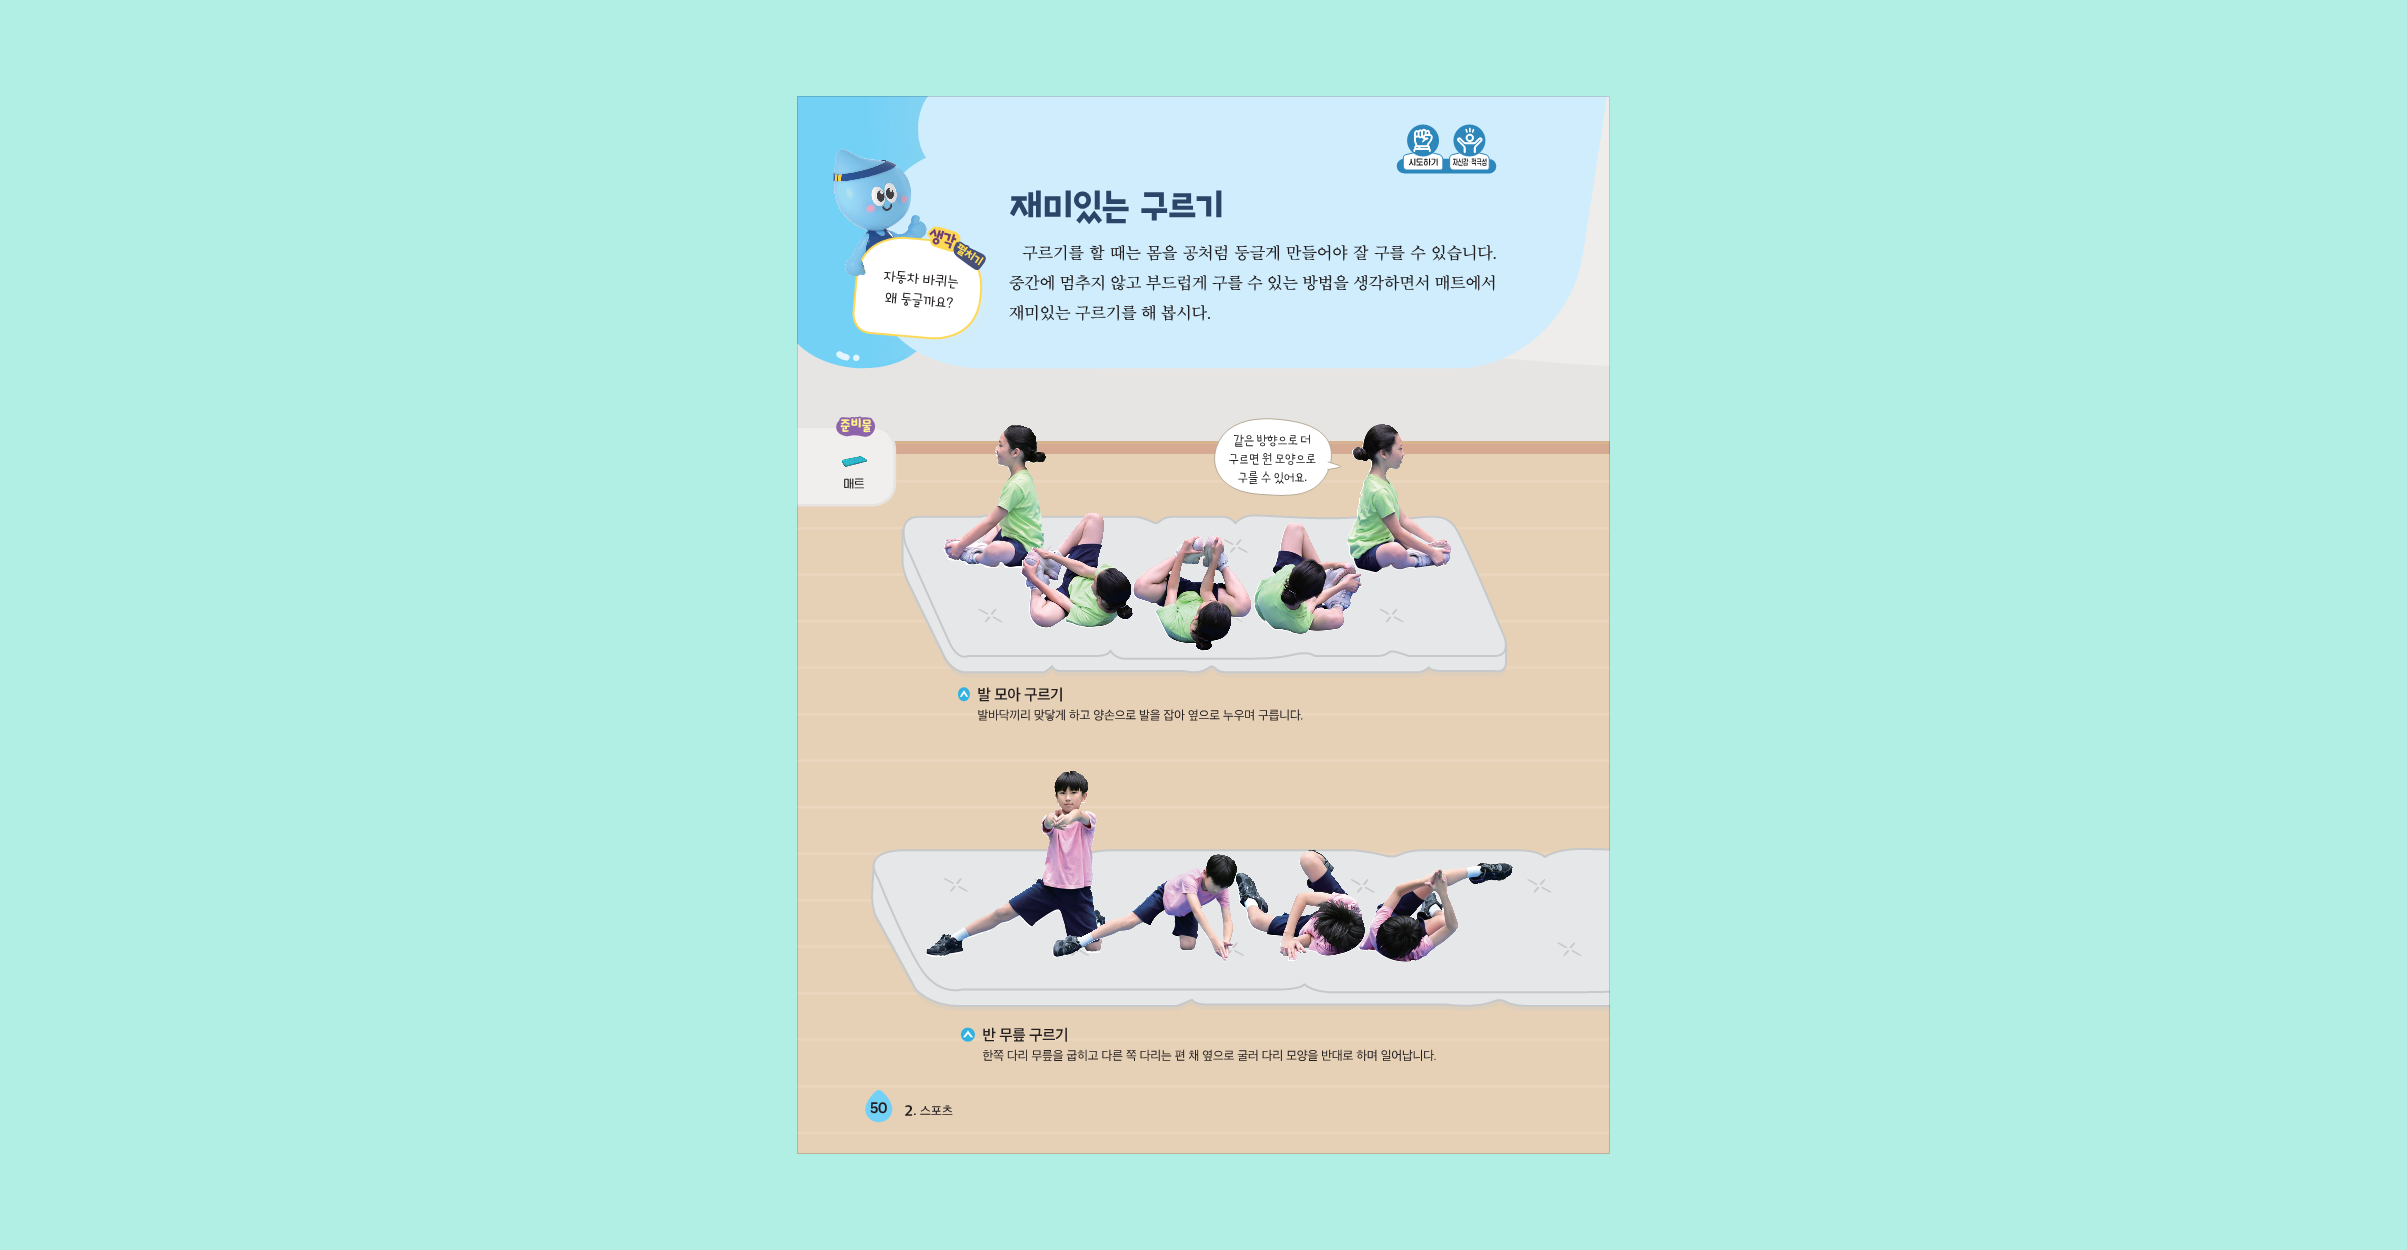 시도하기
자신감·적극성
재미있는 구르기
구르기를 할 때는 몸을 공처럼 둥글게 만들어야 잘 구를 수 있습니다.
중간에 멈추지 않고 부드럽게 구를 수 있는 방법을 생각하면서 매트에서
재미있는 구르기를 해 봅시다.
생각 펼치기
자동차 바퀴는
왜 둥글까요?
준비물
매트
같은 방향으로 더
구르면 원 모양으로
구를 수 있어요.
발 모아 구르기
발바닥끼리 맞닿게 하고 양손으로 발을 잡아 옆으로 누우며 구릅니다.
반 무릎 구르기
한쪽 다리 무릎을 굽히고 다른 쪽 다리는 편 채 옆으로 굴러 다리 모양을 반대로 하며 일어납니다.
50
2. 스포츠